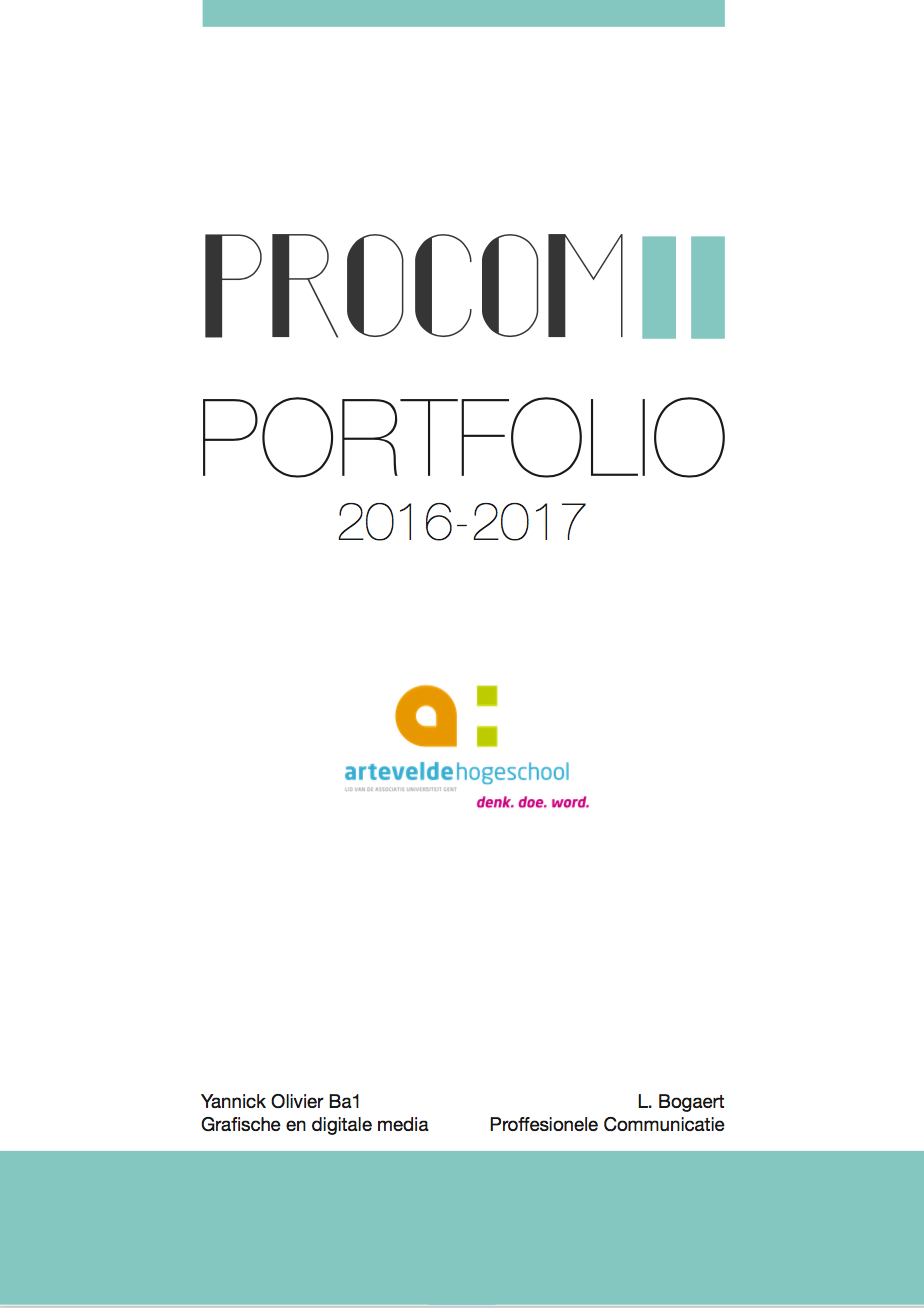 PROCOM II
PORTFOLIO
2016-2017
a:
arteveldehogeschool
LID VAN DE ASSOCIATIE UNIVERSITEIT GENT
denk. doe. word.
Yannick Olivier Ba1
Grafische en digitale media
L. Bogaert
Proffesionele Communicatie